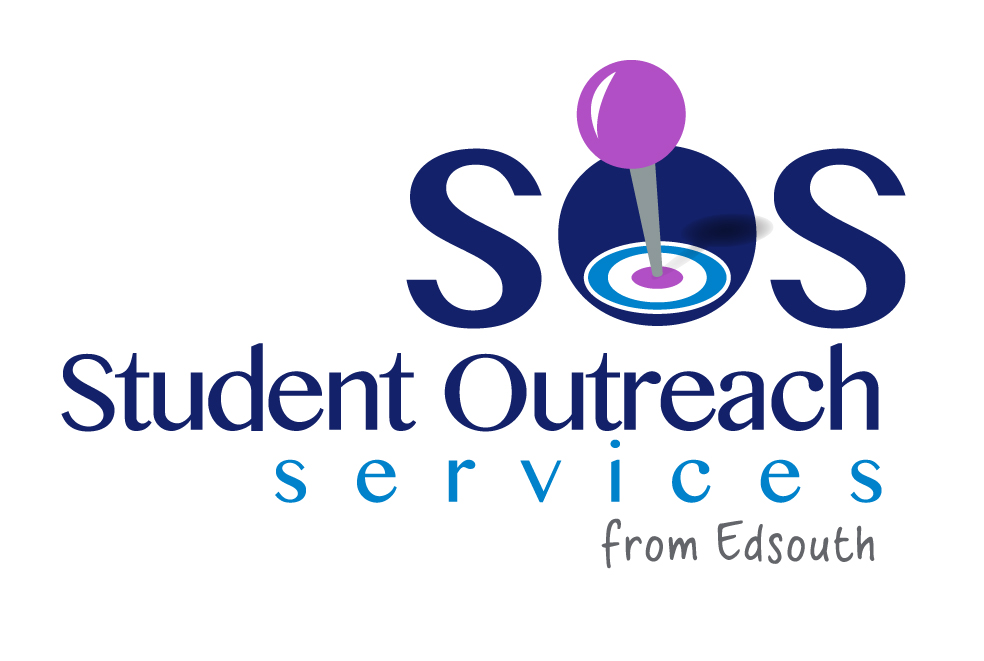 SOS
Student Outreach
services
from Edsouth